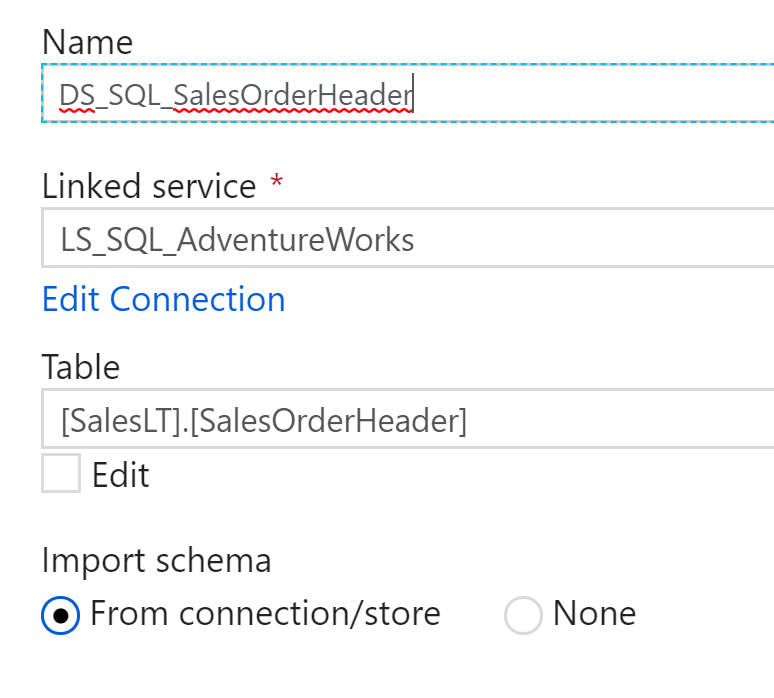 Name
DS_SQL_SalesOrderHeader
Linked service *
LS_SQL_AdventureWorks
Edit Connection
Table
[SalesLT].[SalesOrderHeader]
Edit
Import schema
From connection/store None